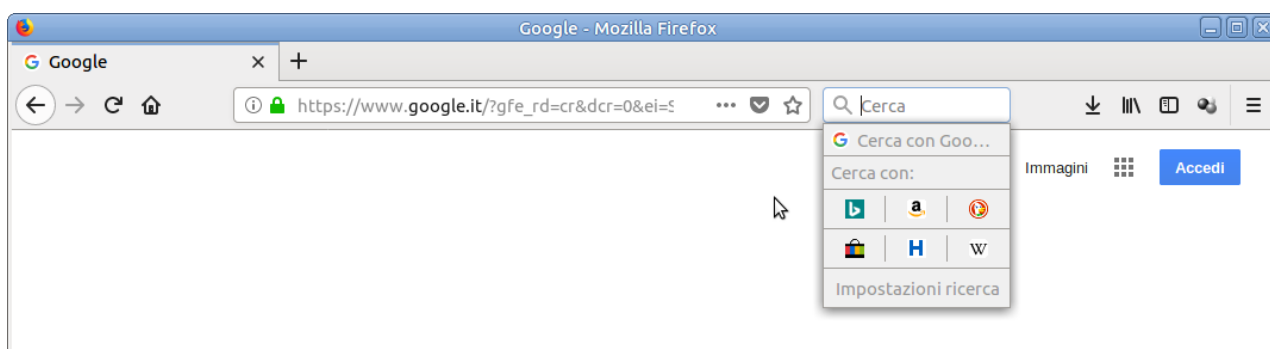 Google - Mozilla Firefox
Google
https://www.google.it/?gfe_rd=cr&dcr=0&ei=
Cerca
Cerca con Goo...
Cerca con:
Impostazioni ricerca
Immagini
Accedi